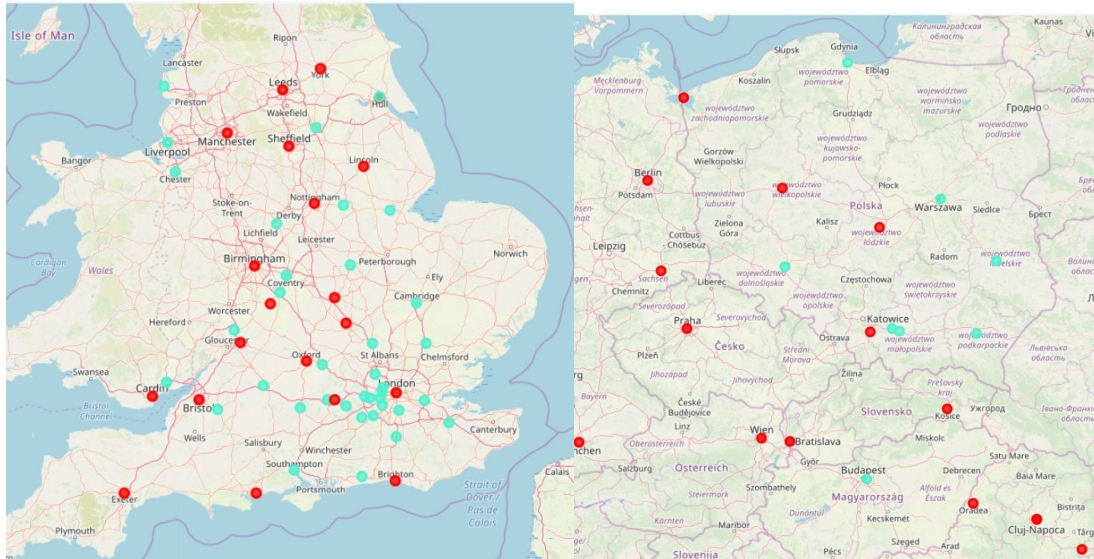 Isle of Man
Ripon
Lancaster
York
Leeds
Preston
Hull
Wakefield
Manchester
Sheffield
Liverpool
Bangor
Chester
Lincoln
Stoke-on-
Trent
Nottingham
Derby
Lichfield
Leicester
Norwich
Peterborough
Birmingham
Ely
Cardigan
Bay
Wales
Coventry
Worcester
Cambridge
Hereford
Gloucester
Oxford
St Albans
Chelmsford
Swansea
Cardiff
London
Bristol
Bristol
Channel
Canterbury
Wells
Salisbury
Winchester
Southampton
Portsmouth
Brighton
Strait of
Dover /
Pas de
Calais
Exeter
Plymouth
Calais
Kaunas
Słupsk
Gdynia
Калининградская
область
Koszalin
Elbląg
Mecklenburg
Vorpommern
województwo
pomorskie
województwo
zachodniopomorskie
województwo
warmińsko-
mazurskie
Гродно
Grudziądz
województwo
kujawsko-
pomorskie
województwo
podlaskie
Gorzów
Wielkopolski
Berlin
Potsdam
województwo
wielkopolskie
Płock
województwo
lubuskie
Polska
Warszawa
Siedlce
Брест
Zielona
Góra
Kalisz
Cottbus
Chóśebuz
województwo
łódzkie
Leipzig
Radom
Sachsen
województwo
dolnośląskie
Chemnitz
Liberec
Częstochowa
województwo
opolskie
województwo
świętokrzyskie
Severozápad
Katowice
Praha
Severovýchod
Česko
Ostrava
województwo
małopolskie
województwo
podkarpackie
Львівська
область
Plzeň
Střední
Morava
Jihozápad
Jihovýchod
Žilina
Prešovský
kraj
České
Budějovice
Slovensko
Košice
Ужгород
Bayern
Linz
Wien
Oberösterreich
Bratislava
Miskolc
Salzburg
Győr
Satu Mare
Österreich
Budapest
Debrecen
Baia Mare
Szombathely
Steiermark
Magyarország
Alföld és
Észak
Oradea
Bistrița
Dunántúl
Kärnten
Maribor
Kecskemét
Cluj-Napoca
Slovenija
Pécs
Szeged
Arad